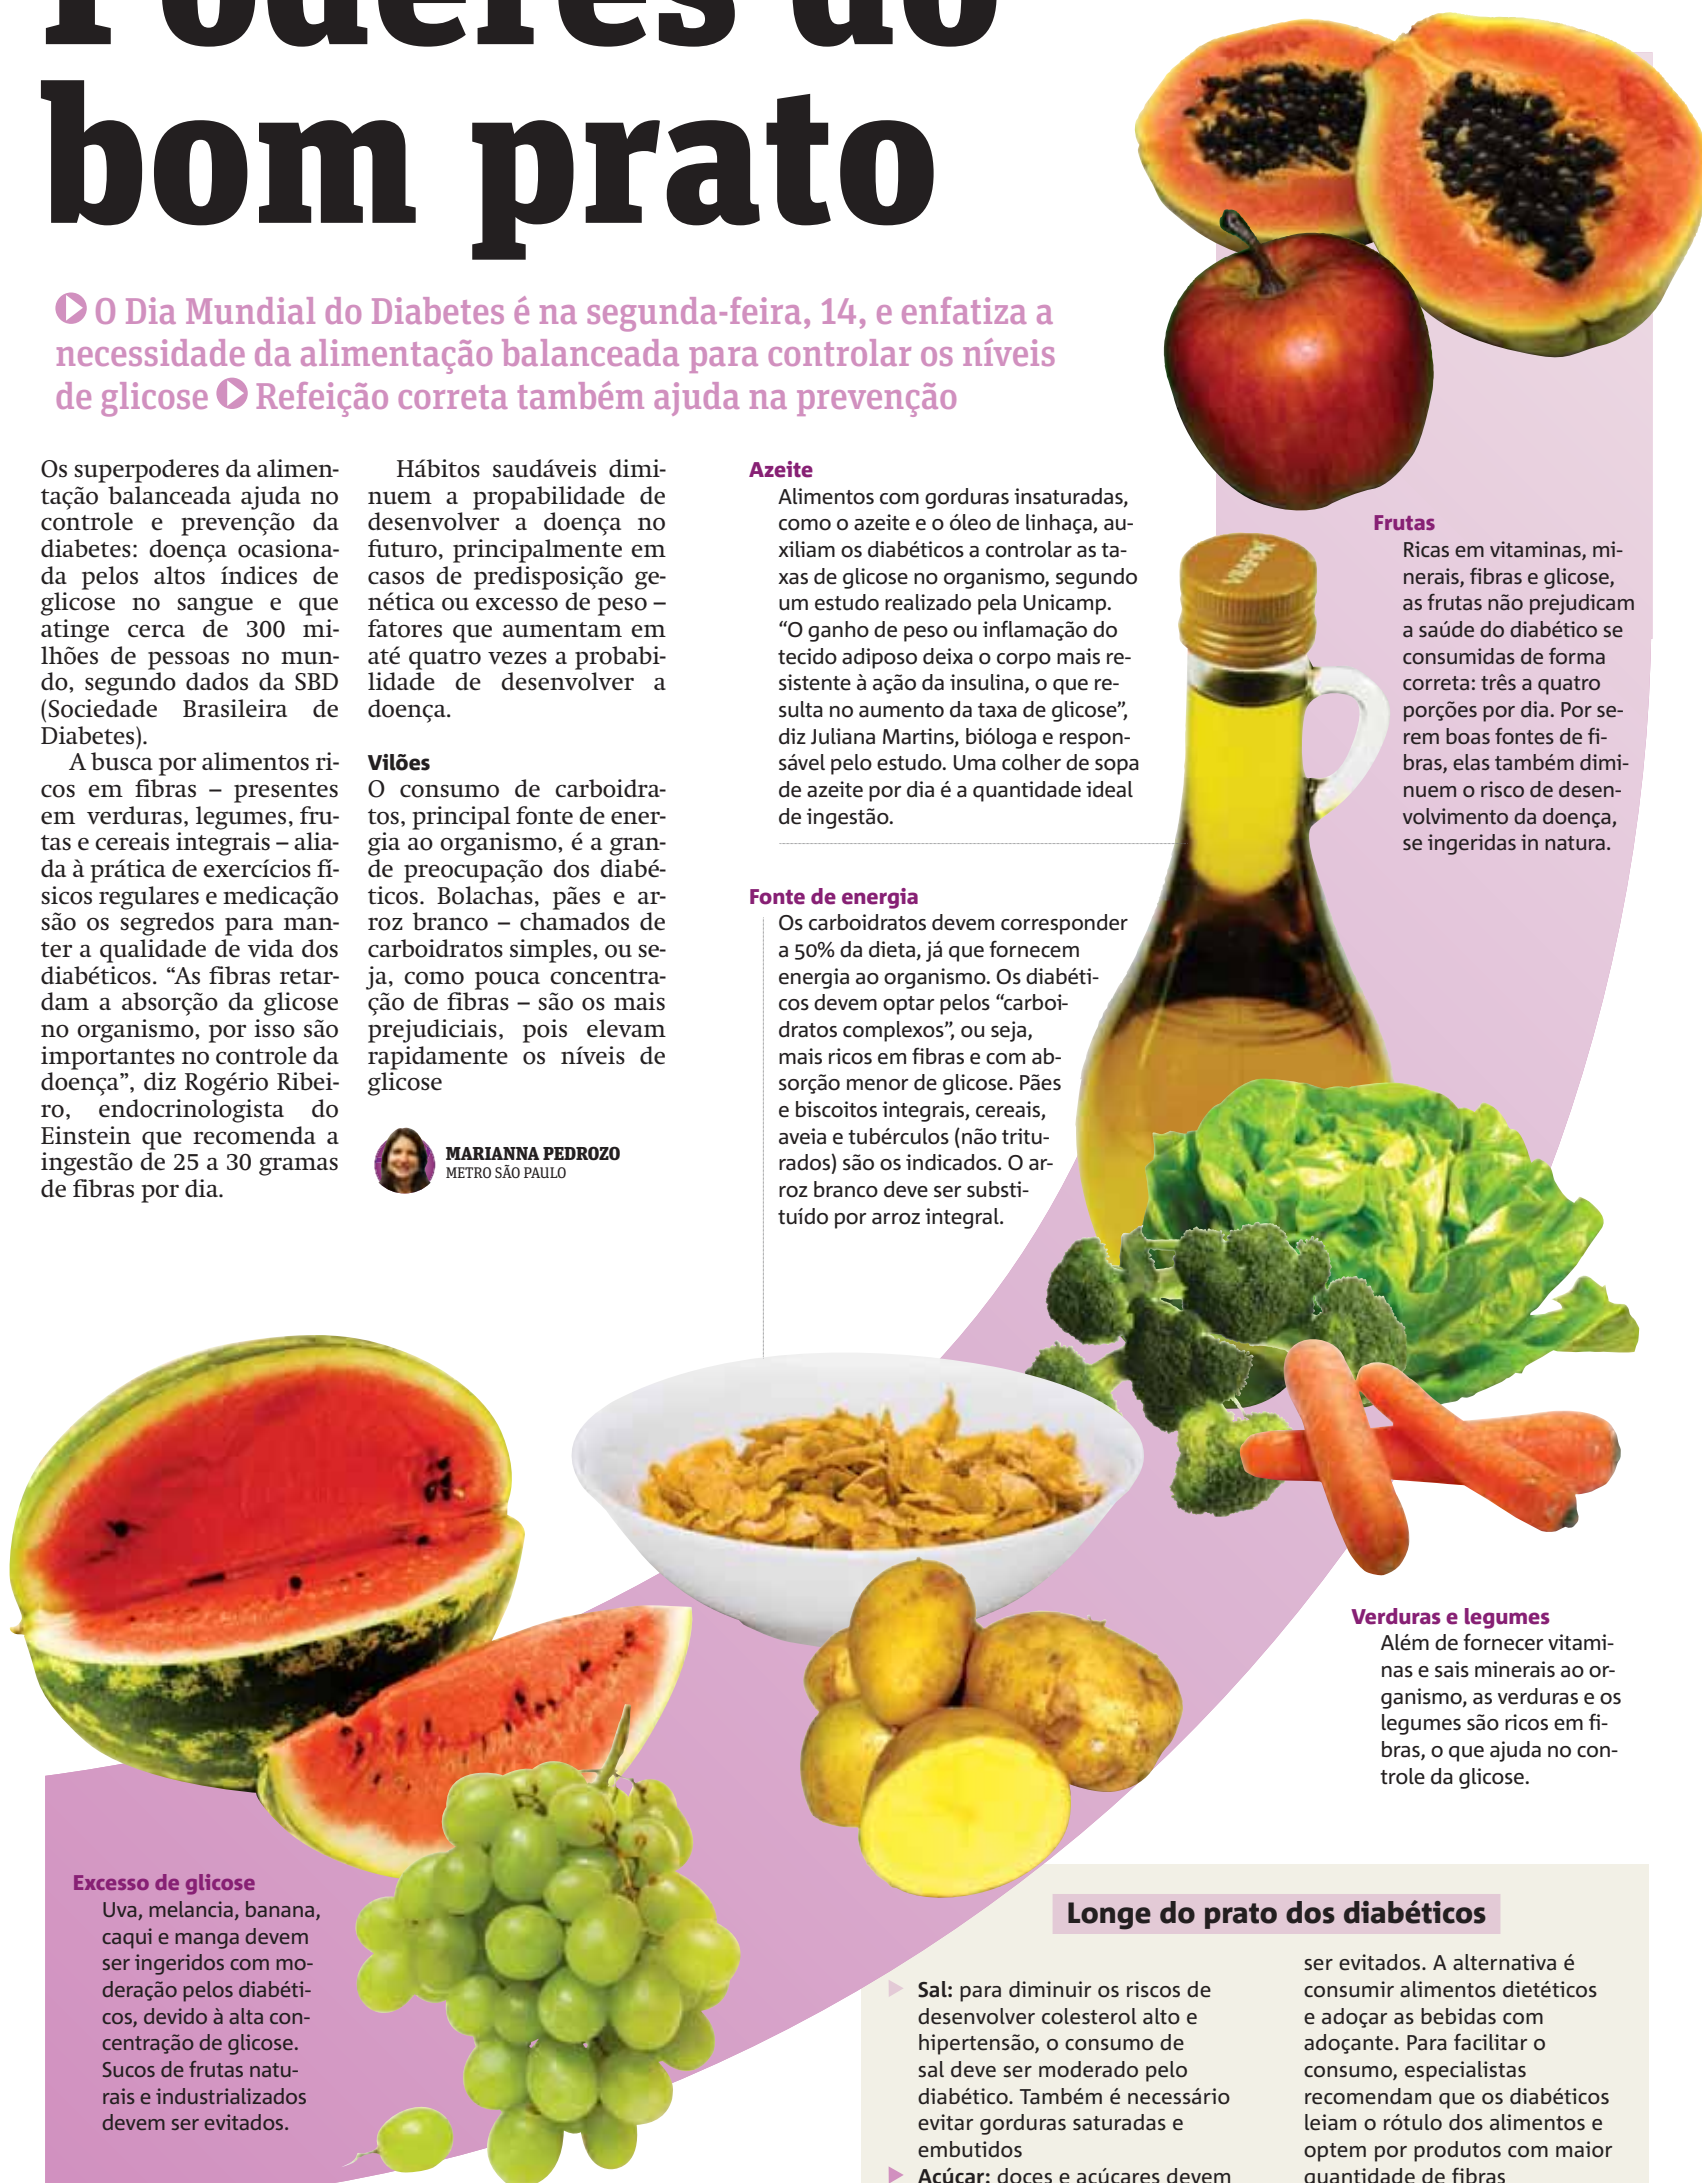 Poderes do
bom prato
O Dia Mundial do Diabetes é na segunda-feira, 14, e enfatiza a
necessidade da alimentação balanceada para controlar os níveis
de glicose Refeição correta também ajuda na prevenção
Os superpoderes da alimen-
tação balanceada ajuda no
controle e prevenção da
diabetes: doença ocasiona-
da pelos altos índices de
glicose no sangue e que
atinge cerca de 300 mi-
lhões de pessoas no mun-
do, segundo dados da SBD
(Sociedade Brasileira de
Diabetes).
A busca por alimentos ri-
cos em fibras – presentes
em verduras, legumes, fru-
tas e cereais integrais – alia-
da à prática de exercícios fí-
sicos regulares e medicação
são os segredos para man-
ter a qualidade de vida dos
diabéticos. “As fibras retar-
dam a absorção da glicose
no organismo, por isso são
importantes no controle da
doença”, diz Rogério Ribei-
ro, endocrinologista do
Einstein que recomenda a
ingestão de 25 a 30 gramas
de fibras por dia.
Hábitos saudáveis dimi-
nuem a propabilidade de
desenvolver a doença no
futuro, principalmente em
casos de predisposição ge-
nética ou excesso de peso –
fatores que aumentam em
até quatro vezes a probabi-
lidade de desenvolver a
doença.
Vilões
O consumo de carboidra-
tos, principal fonte de ener-
gia ao organismo, é a gran-
de preocupação dos diabé-
ticos. Bolachas, pães e ar-
roz branco – chamados de
carboidratos simples, ou se-
ja, como pouca concentra-
ção de fibras – são os mais
prejudiciais, pois elevam
rapidamente os níveis de
glicose
MARIANNA PEDROZO
METRO SÃO PAULO
Azeite
Alimentos com gorduras insaturadas,
como o azeite e o óleo de linhaça, au-
xiliam os diabéticos a controlar as ta-
xas de glicose no organismo, segundo
um estudo realizado pela Unicamp.
“O ganho de peso ou inflamação do
tecido adiposo deixa o corpo mais re-
sistente à ação da insulina, o que re-
sulta no aumento da taxa de glicose”,
diz Juliana Martins, bióloga e respon-
sável pelo estudo. Uma colher de sopa
de azeite por dia é a quantidade ideal
de ingestão.
Fonte de energia
Os carboidratos devem corresponder
a 50% da dieta, já que fornecem
energia ao organismo. Os diabéti-
cos devem optar pelos “carboi-
dratos complexos”, ou seja,
mais ricos em fibras e com ab-
sorção menor de glicose. Pães
e biscoitos integrais, cereais,
aveia e tubérculos (não tritu-
rados) são os indicados. O ar-
roz branco deve ser substi-
tuído por arroz integral.
Frutas
Ricas em vitaminas, mi-
nerais, fibras e glicose,
as frutas não prejudicam
a saúde do diabético se
consumidas de forma
correta: três a quatro
porções por dia. Por se-
rem boas fontes de fi-
bras, elas também dimi-
nuem o risco de desen-
volvimento da doença,
se ingeridas in natura.
Verduras e legumes
Além de fornecer vitami-
nas e sais minerais ao or-
ganismo, as verduras e os
legumes são ricos em fi-
bras, o que ajuda no con-
trole da glicose.
Excesso de glicose
Uva, melancia, banana,
caqui e manga devem
ser ingeridos com mo-
deração pelos diabéti-
cos, devido à alta con-
centração de glicose.
Sucos de frutas natu-
rais e industrializados
devem ser evitados.
Longe do prato dos diabéticos
Sal: para diminuir os riscos de
desenvolver colesterol alto e
hipertensão, o consumo de
sal deve ser moderado pelo
diabético. Também é necessário
evitar gorduras saturadas e
embutidos
Açúcar: doces e açúcares devem
ser evitados. A alternativa é
consumir alimentos dietéticos
e adoçar as bebidas com
adoçante. Para facilitar o
consumo, especialistas
recomendam que os diabéticos
leiam o rótulo dos alimentos e
optem por produtos com maior
quantidade de fibras